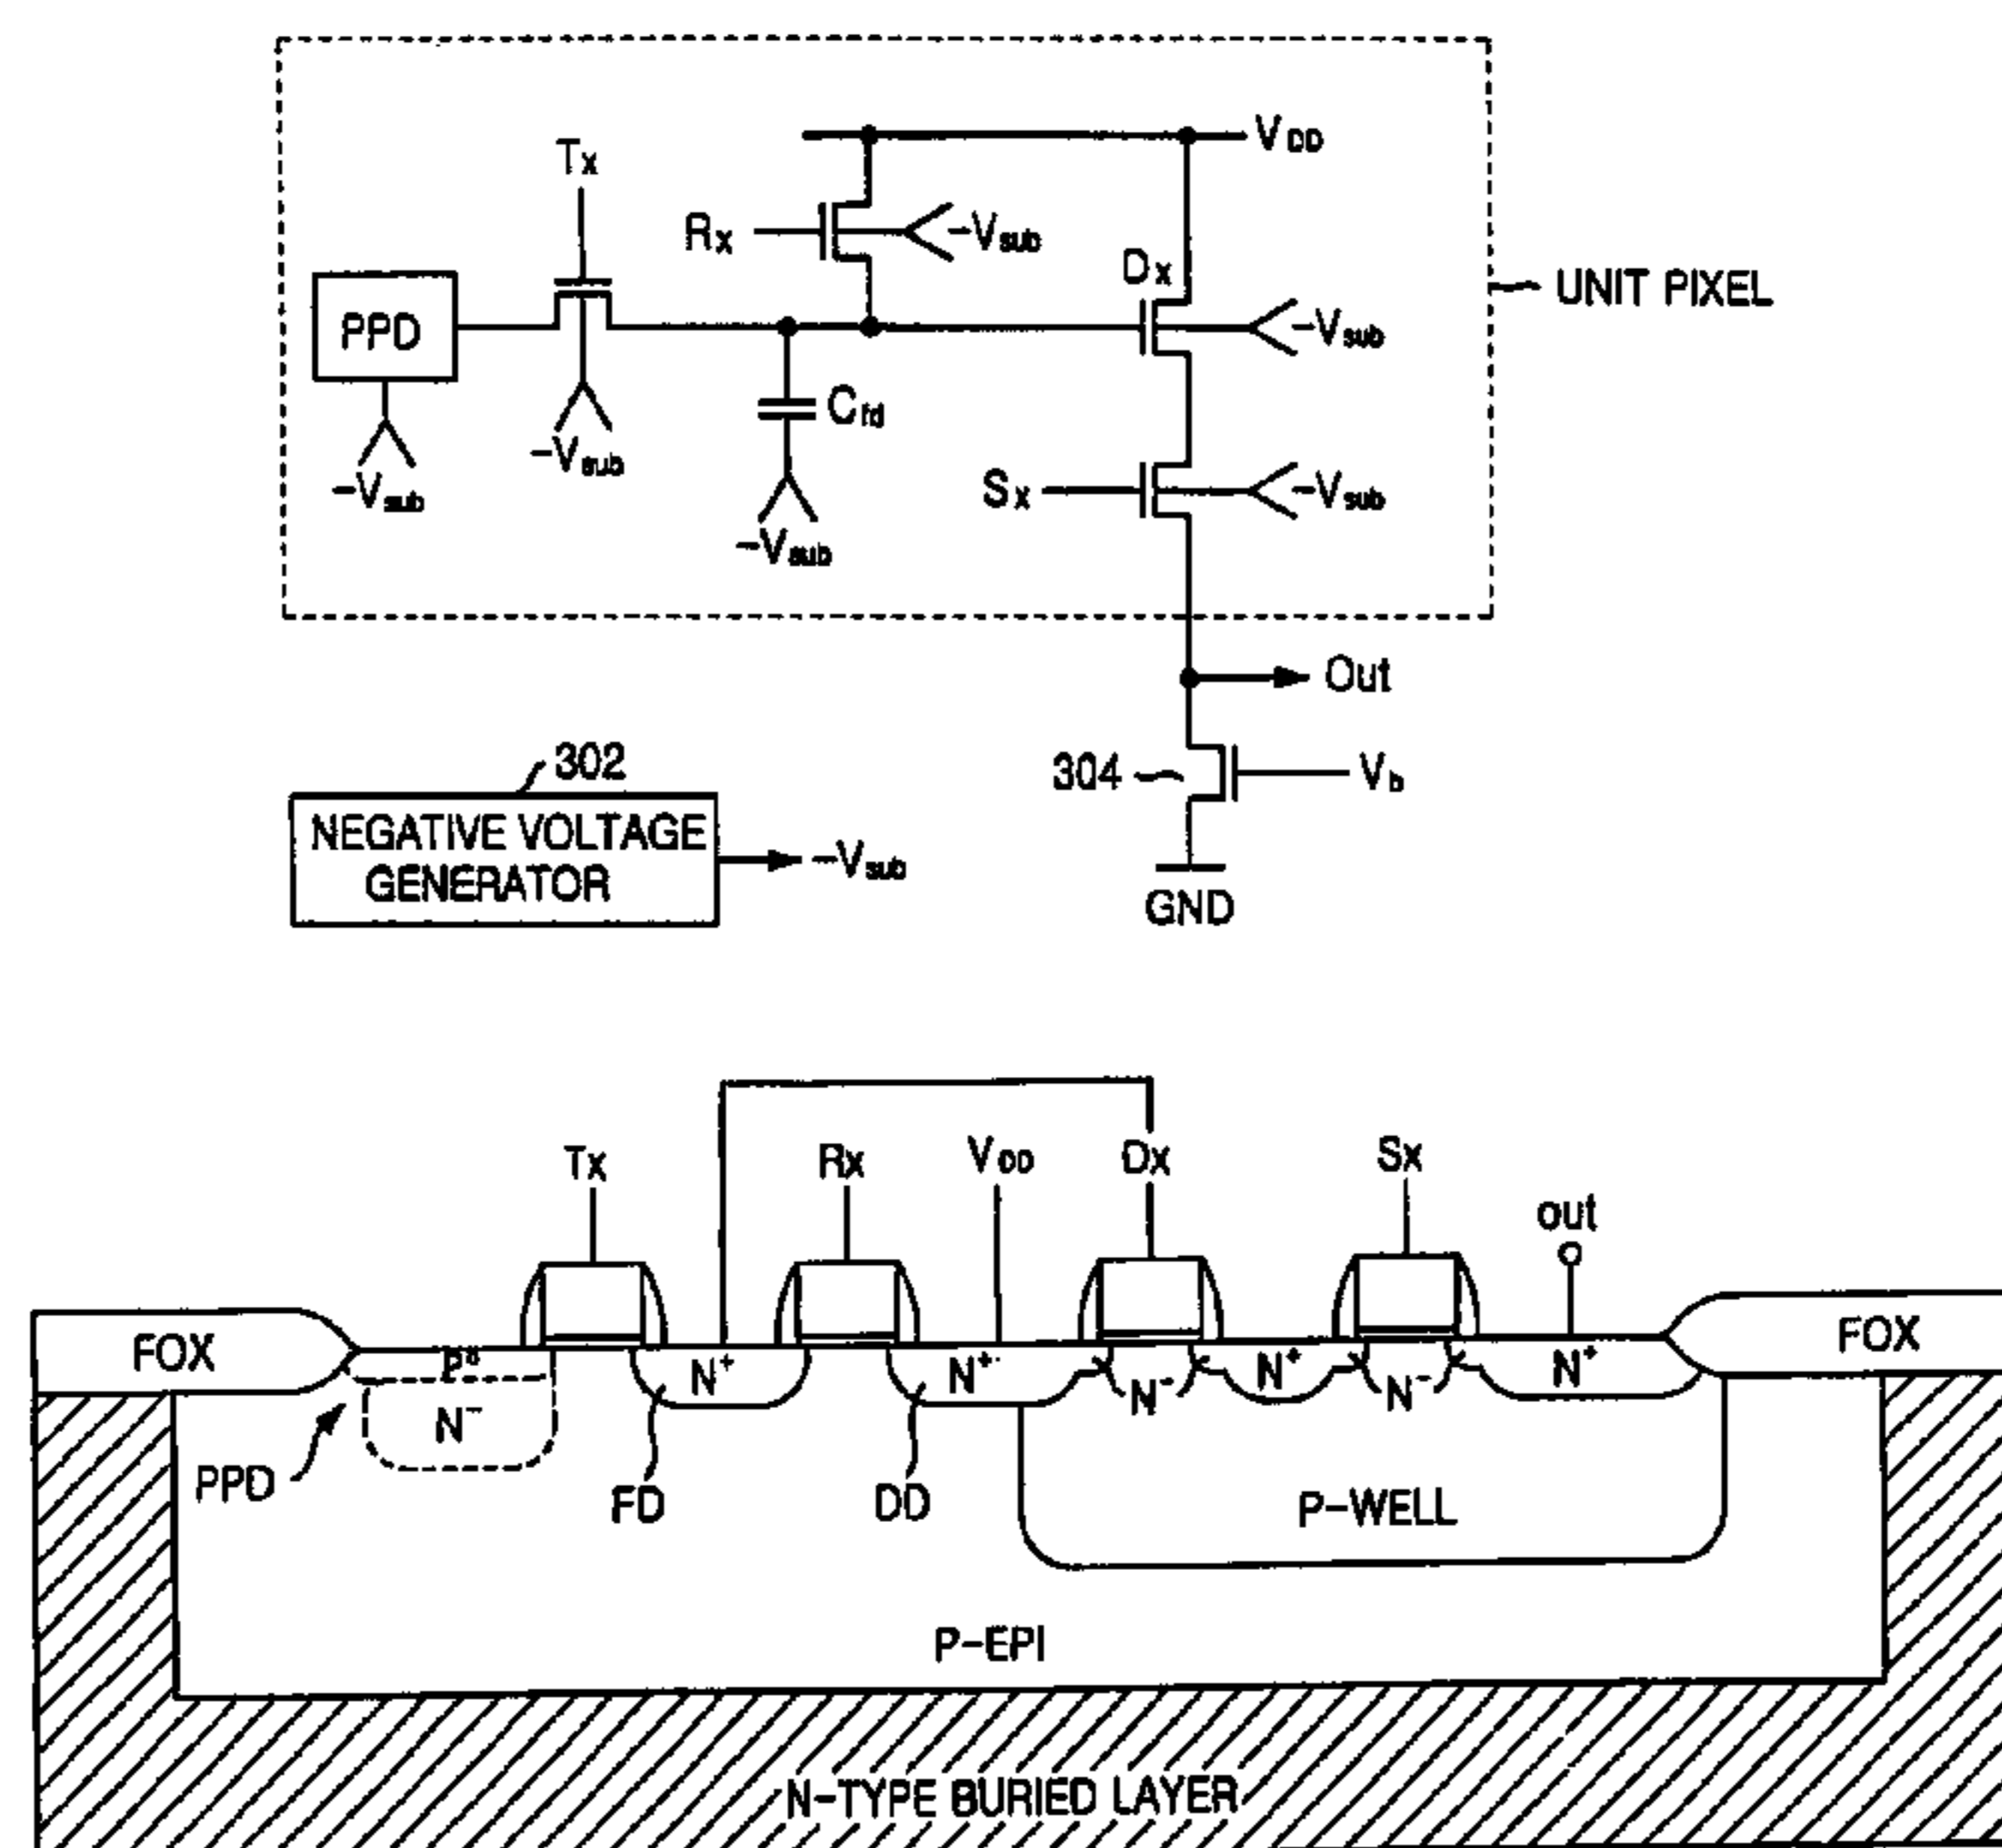 VDD
Tx
Rx
-Vsub
Dx
UNIT PIXEL
PPD
-Vsub
Cfd
-Vsub
-Vsub
Sx
-Vsub
-Vsub
Out
302
304
Vb
NEGATIVE VOLTAGE
GENERATOR
-Vsub
GND
Tx
Rx
VDD
Dx
Sx
out
FOX
FOX
P⁰
N⁺
N⁺
N⁻
N⁺
N⁻
N⁺
N⁻
PPD
FD
DD
P-WELL
P-EPI
N-TYPE BURIED LAYER